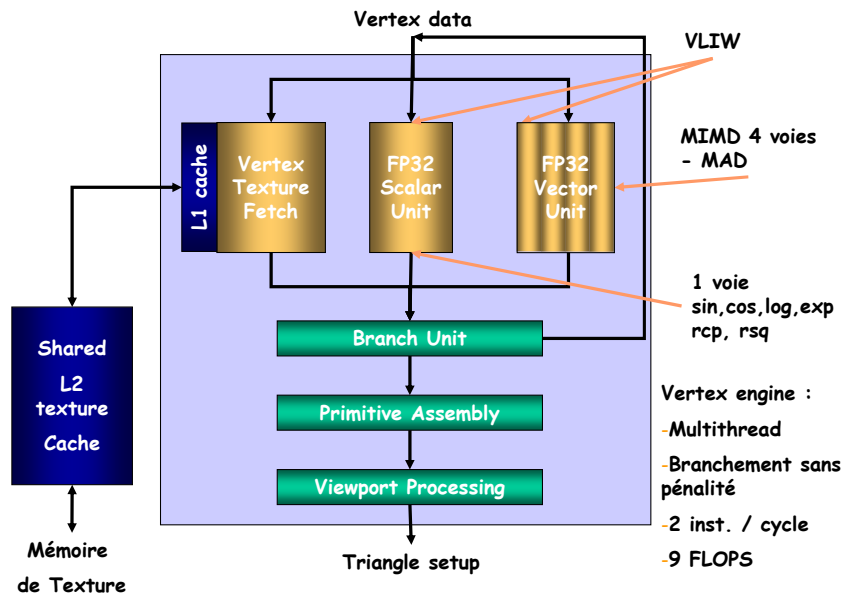 Vertex data
VLIW
L1 cache
Vertex
Texture
Fetch
FP32
Scalar
Unit
FP32
Vector
Unit
MIMD 4 voies
- MAD
1 voie
sin,cos,log,exp
rcp, rsq
Branch Unit
Shared
L2
texture
Cache
Primitive Assembly
Viewport Processing
Vertex engine :
-Multithread
-Branchement sans
pénalité
-2 inst. / cycle
-9 FLOPS
Mémoire
de Texture
Triangle setup